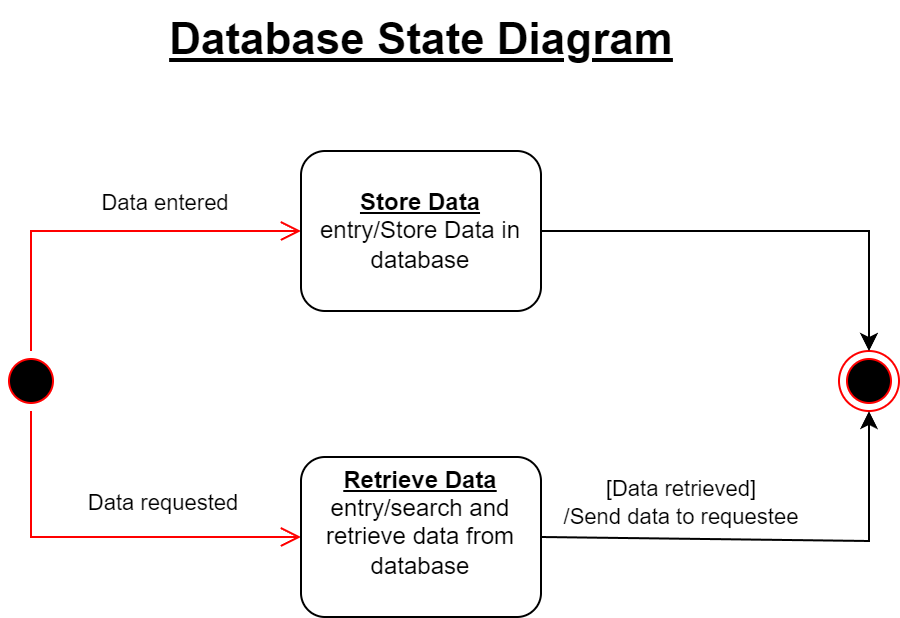 Database State Diagram
Data entered
Store Data
entry/Store Data in
database
Data requested
Retrieve Data
entry/search and
retrieve data from
database
[Data retrieved]
/Send data to requestee